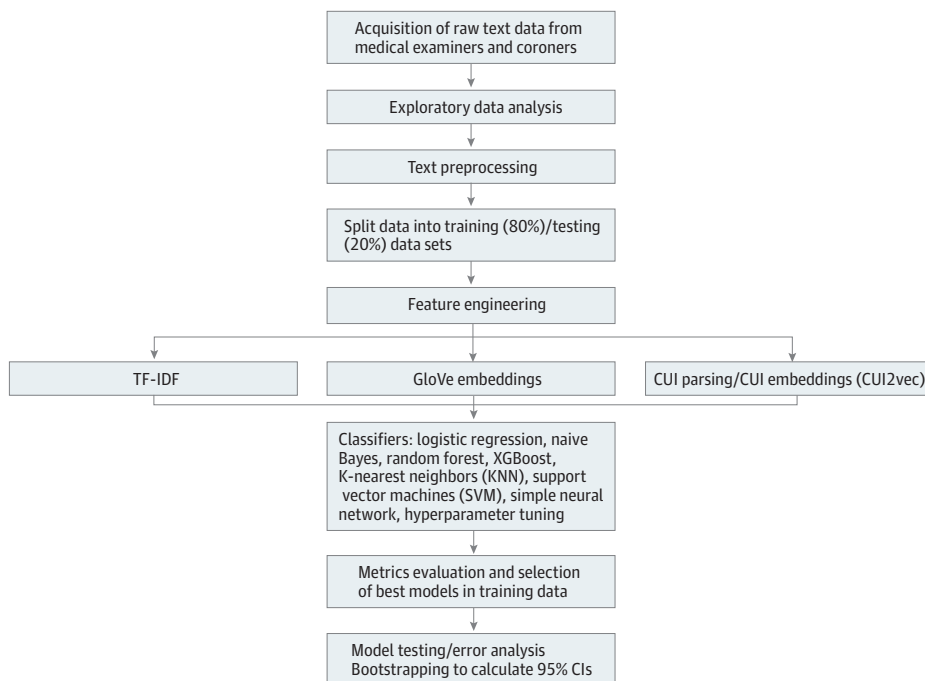 Acquisition of raw text data from
medical examiners and coroners
Exploratory data analysis
Text preprocessing
Split data into training (80%)/testing
(20%) data sets
Feature engineering
TF-IDF
GloVe embeddings
CUI parsing/CUI embeddings (CUI2vec)
Classifiers: logistic regression, naive
Bayes, random forest, XGBoost,
K-nearest neighbors (KNN), support
vector machines (SVM), simple neural
network, hyperparameter tuning
Metrics evaluation and selection
of best models in training data
Model testing/error analysis
Bootstrapping to calculate 95% CIs